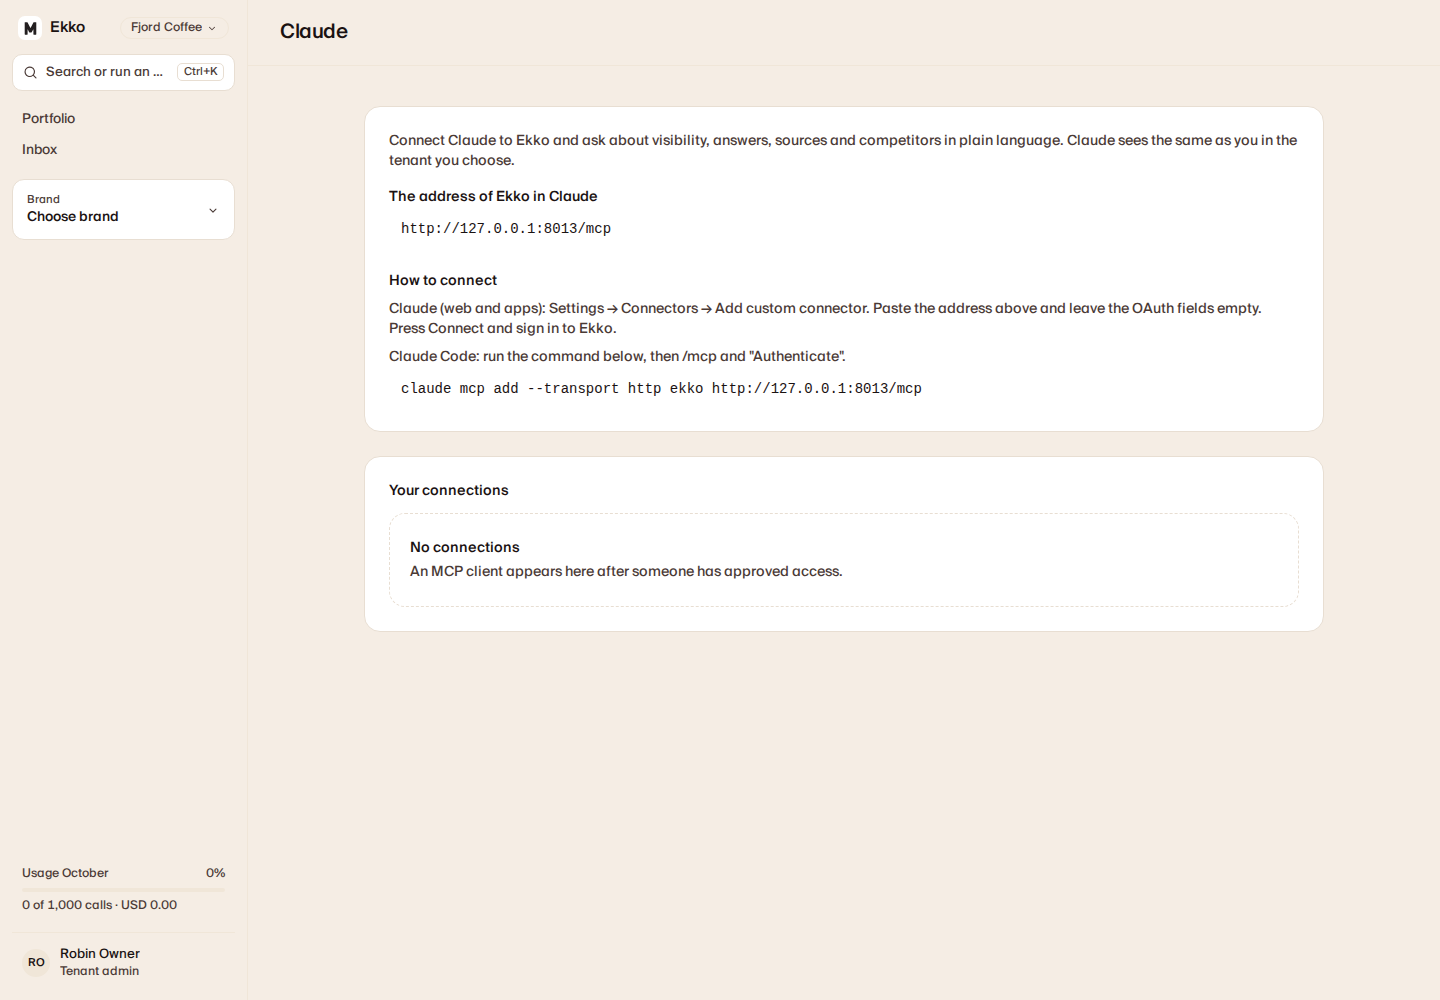 M Ekko
Fjord Coffee
Search or run an ...
Ctrl+K
Portfolio
Inbox
Brand
Choose brand
Usage October
0%
0 of 1,000 calls · USD 0.00
RO
Robin Owner
Tenant admin
Claude
Connect Claude to Ekko and ask about visibility, answers, sources and competitors in plain language. Claude sees the same as you in the
tenant you choose.
The address of Ekko in Claude
http://127.0.0.1:8013/mcp
How to connect
Claude (web and apps): Settings → Connectors → Add custom connector. Paste the address above and leave the OAuth fields empty.
Press Connect and sign in to Ekko.
Claude Code: run the command below, then /mcp and "Authenticate".
claude mcp add --transport http ekko http://127.0.0.1:8013/mcp
Your connections
No connections
An MCP client appears here after someone has approved access.